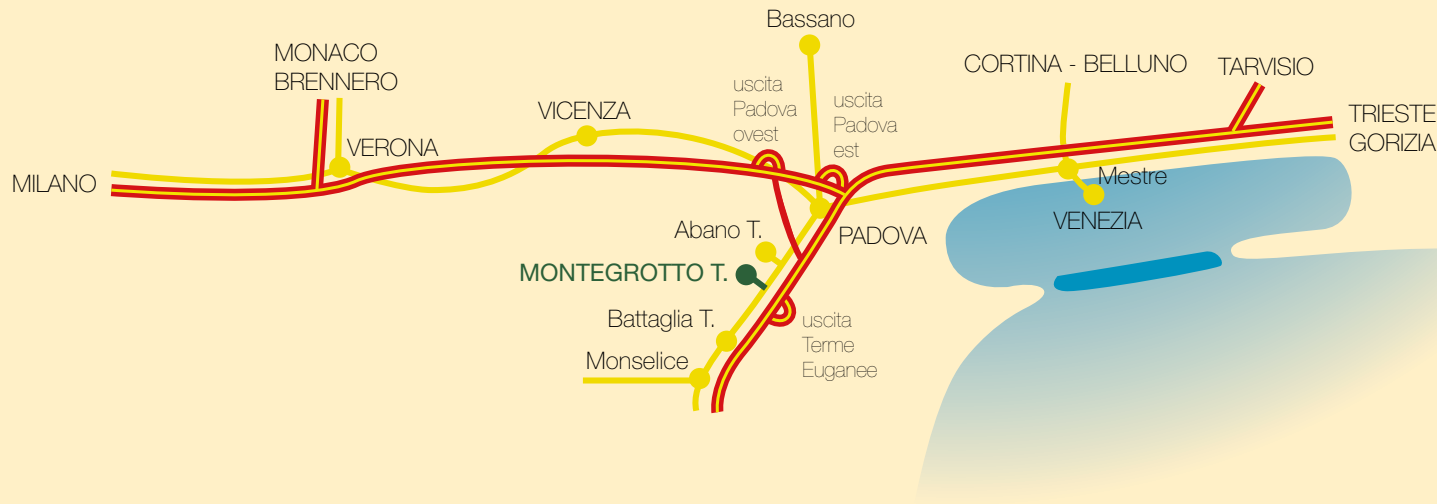 Bassano
MONACO
BRENNERO
CORTINA - BELLUNO
TARVISIO
uscita
Padova
ovest
uscita
Padova
est
VICENZA
TRIESTE
GORIZIA
VERONA
MILANO
Mestre
VENEZIA
Abano T.
PADOVA
MONTEGROTTO T.
Battaglia T.
uscita
Terme
Euganee
Monselice